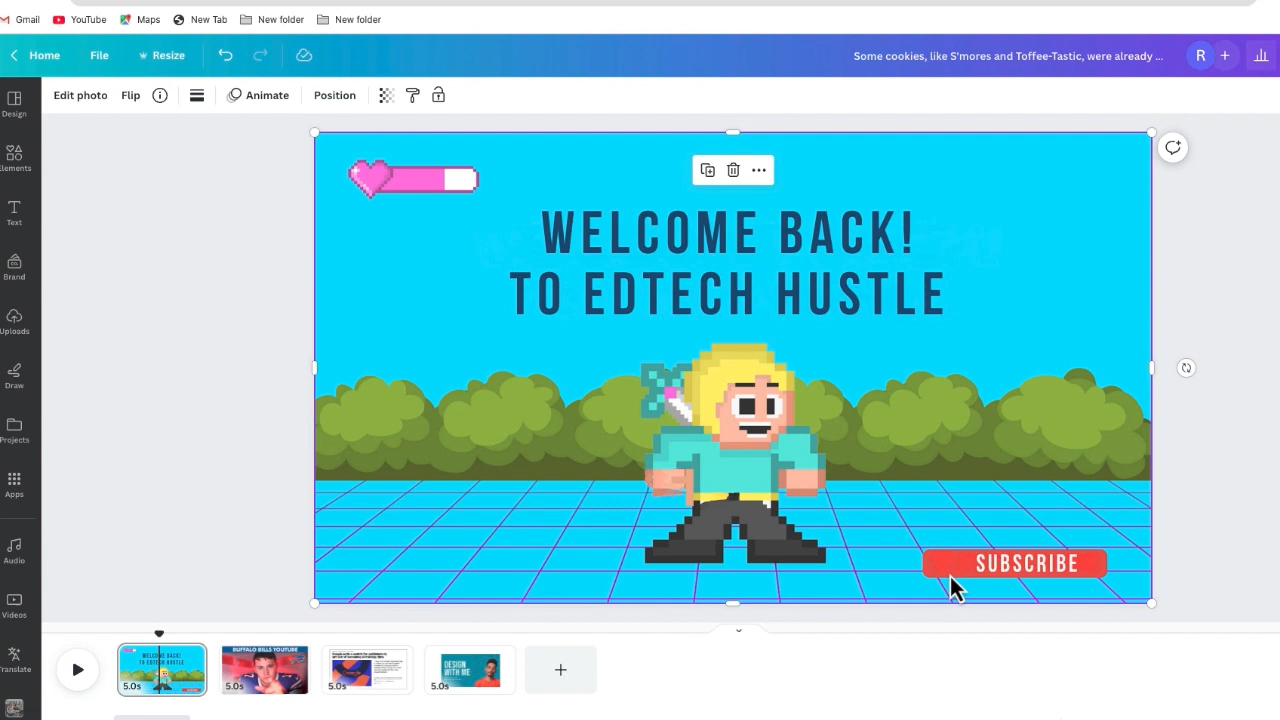 Gmail YouTube Maps New Tab New folder New folder
Home File Resize Some cookies, like S'mores and Toffee-Tastic, were already ... R
Edit photo Flip Animate Position
Design
Elements
Text
Brand
Uploads
Draw
Projects
Apps
Audio
Videos
Translate
WELCOME BACK!
TO EDTECH HUSTLE
SUBSCRIBE
WELCOME BACK!
TO EDTECH HUSTLE
5.0s
BUFFALO BILLS YOUTUBE
5.0s
5.0s
DESIGN
WITH ME
5.0s